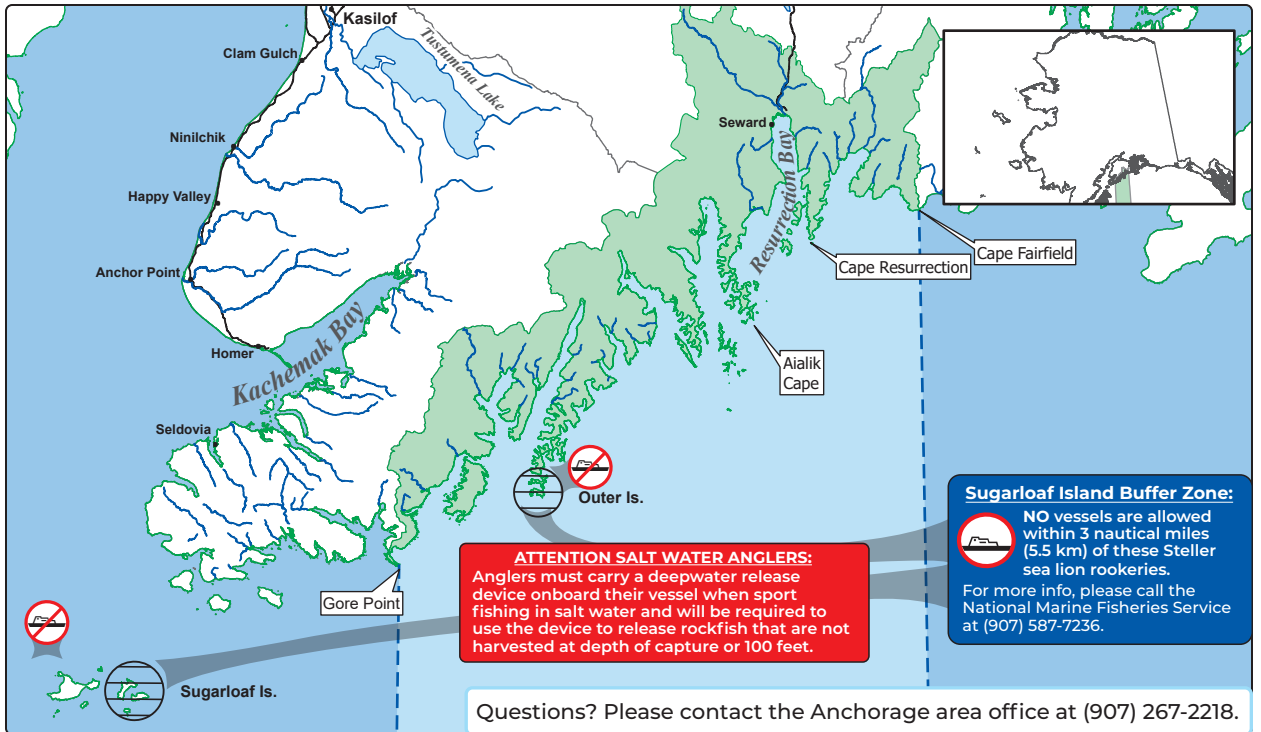 Kasilof
Clam Gulch
Tustumena Lake
Ninilchik
Seward
Resurrection Bay
Happy Valley
Cape Fairfield
Cape Resurrection
Anchor Point
Kachemak Bay
Homer
Aialik
Cape
Seldovia
Outer Is.
Sugarloaf Island Buffer Zone:
NO vessels are allowed
within 3 nautical miles
(5.5 km) of these Steller
sea lion rookeries.
For more info, please call the
National Marine Fisheries Service
at (907) 587-7236.
ATTENTION SALT WATER ANGLERS:
Anglers must carry a deepwater release
device onboard their vessel when sport
fishing in salt water and will be required to
use the device to release rockfish that are not
harvested at depth of capture or 100 feet.
Gore Point
Sugarloaf Is.
Questions? Please contact the Anchorage area office at (907) 267-2218.